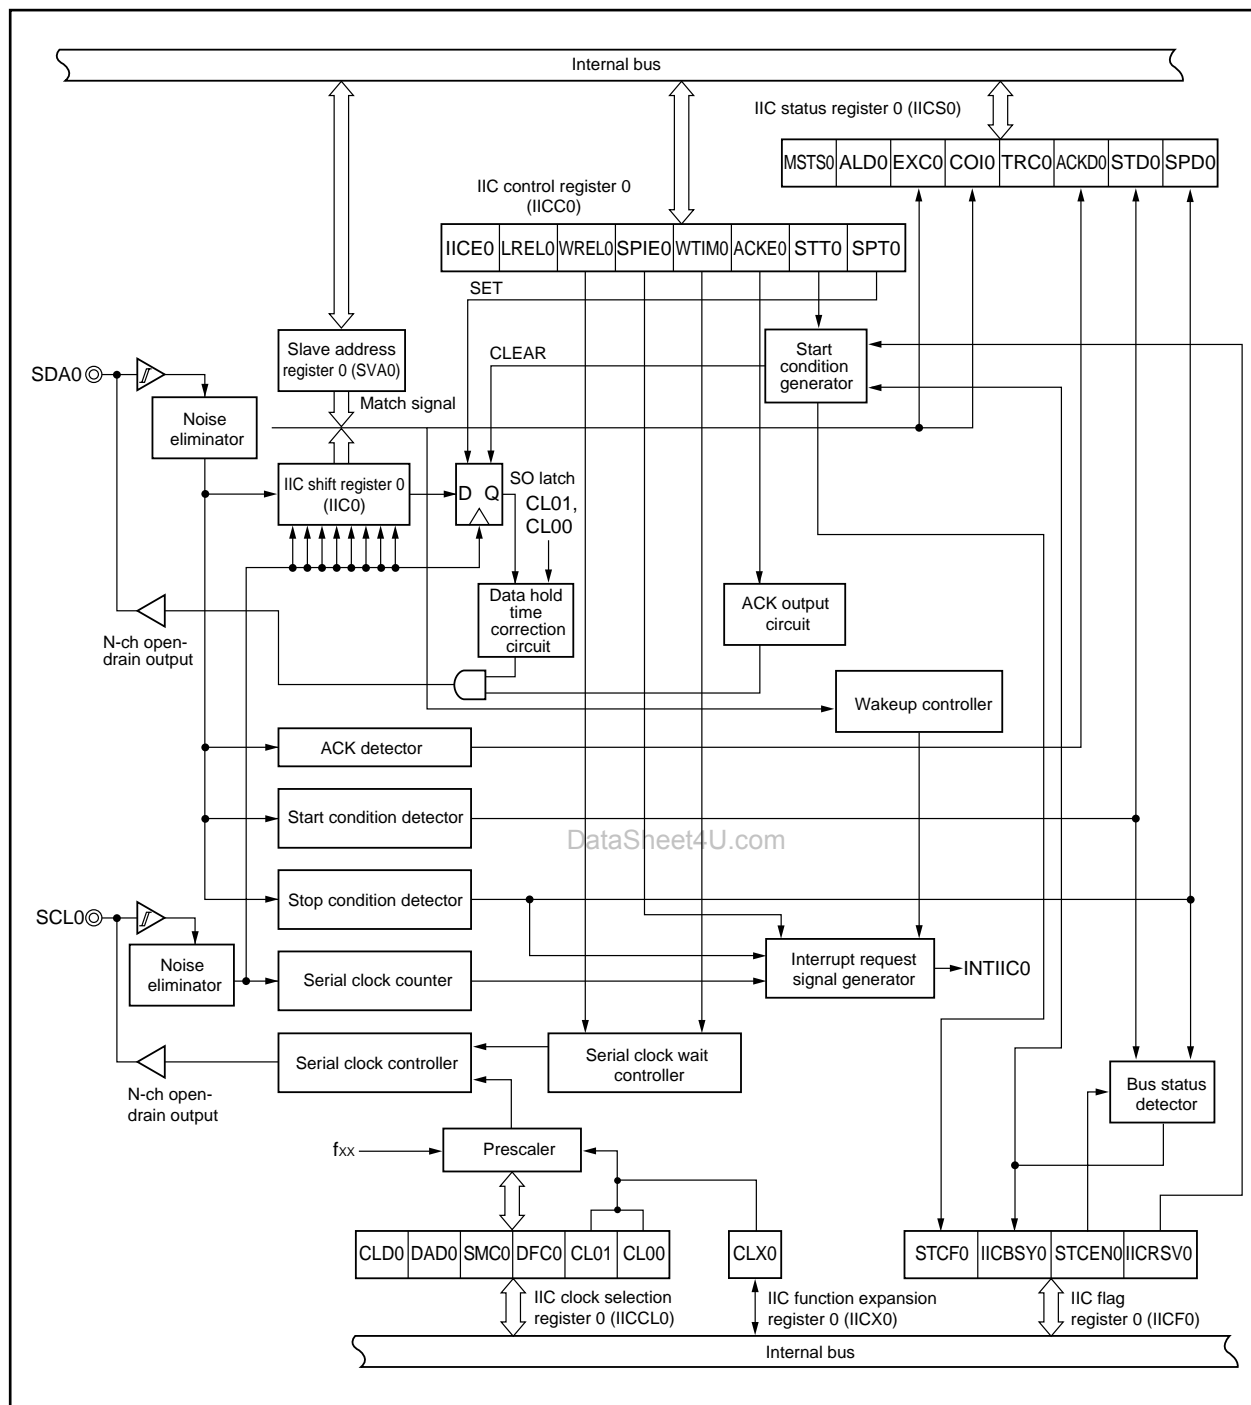 Internal bus
IIC status register 0 (IICS0)
MSTS0 ALD0 EXC0 COI0 TRC0 ACKD0 STD0 SPD0
IIC control register 0
(IICC0)
IICE0 LREL0 WREL0 SPIE0 WTIM0 ACKE0 STT0 SPT0
SET
Slave address
register 0 (SVA0)
CLEAR
Start
condition
generator
SDA0
Match signal
Noise
eliminator
IIC shift register 0
(IIC0)
D Q
SO latch
CL01,
CL00
Data hold
time
correction
circuit
ACK output
circuit
N-ch open-
drain output
Wakeup controller
ACK detector
Start condition detector
DataSheet4U.com
Stop condition detector
SCL0
Noise
eliminator
Serial clock counter
Interrupt request
signal generator
INTIIC0
Serial clock controller
Serial clock wait
controller
N-ch open-
drain output
Bus status
detector
fxx
Prescaler
CLD0 DAD0 SMC0 DFC0 CL01 CL00
CLX0
STCF0 IICBSY0 STCEN0 IICRSV0
IIC clock selection
register 0 (IICCL0)
IIC function expansion
register 0 (IICX0)
IIC flag
register 0 (IICF0)
Internal bus